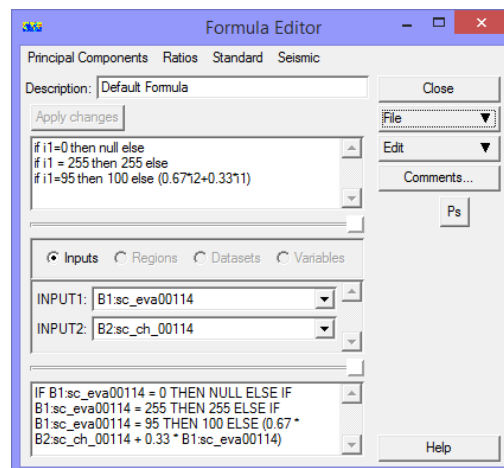 Formula Editor
Principal Components Ratios Standard Seismic
Description: Default Formula
Close
Apply changes
File
if i1=0 then null else
if i1 = 255 then 255 else
if i1=95 then 100 else (0.67*i2+0.33*i1)
Edit
Comments...
Ps
Inputs Regions Datasets Variables
INPUT1: B1:sc_eva00114
INPUT2: B2:sc_ch_00114
IF B1:sc_eva00114 = 0 THEN NULL ELSE IF
B1:sc_eva00114 = 255 THEN 255 ELSE IF
B1:sc_eva00114 = 95 THEN 100 ELSE (0.67 *
B2:sc_ch_00114 + 0.33 * B1:sc_eva00114)
Help